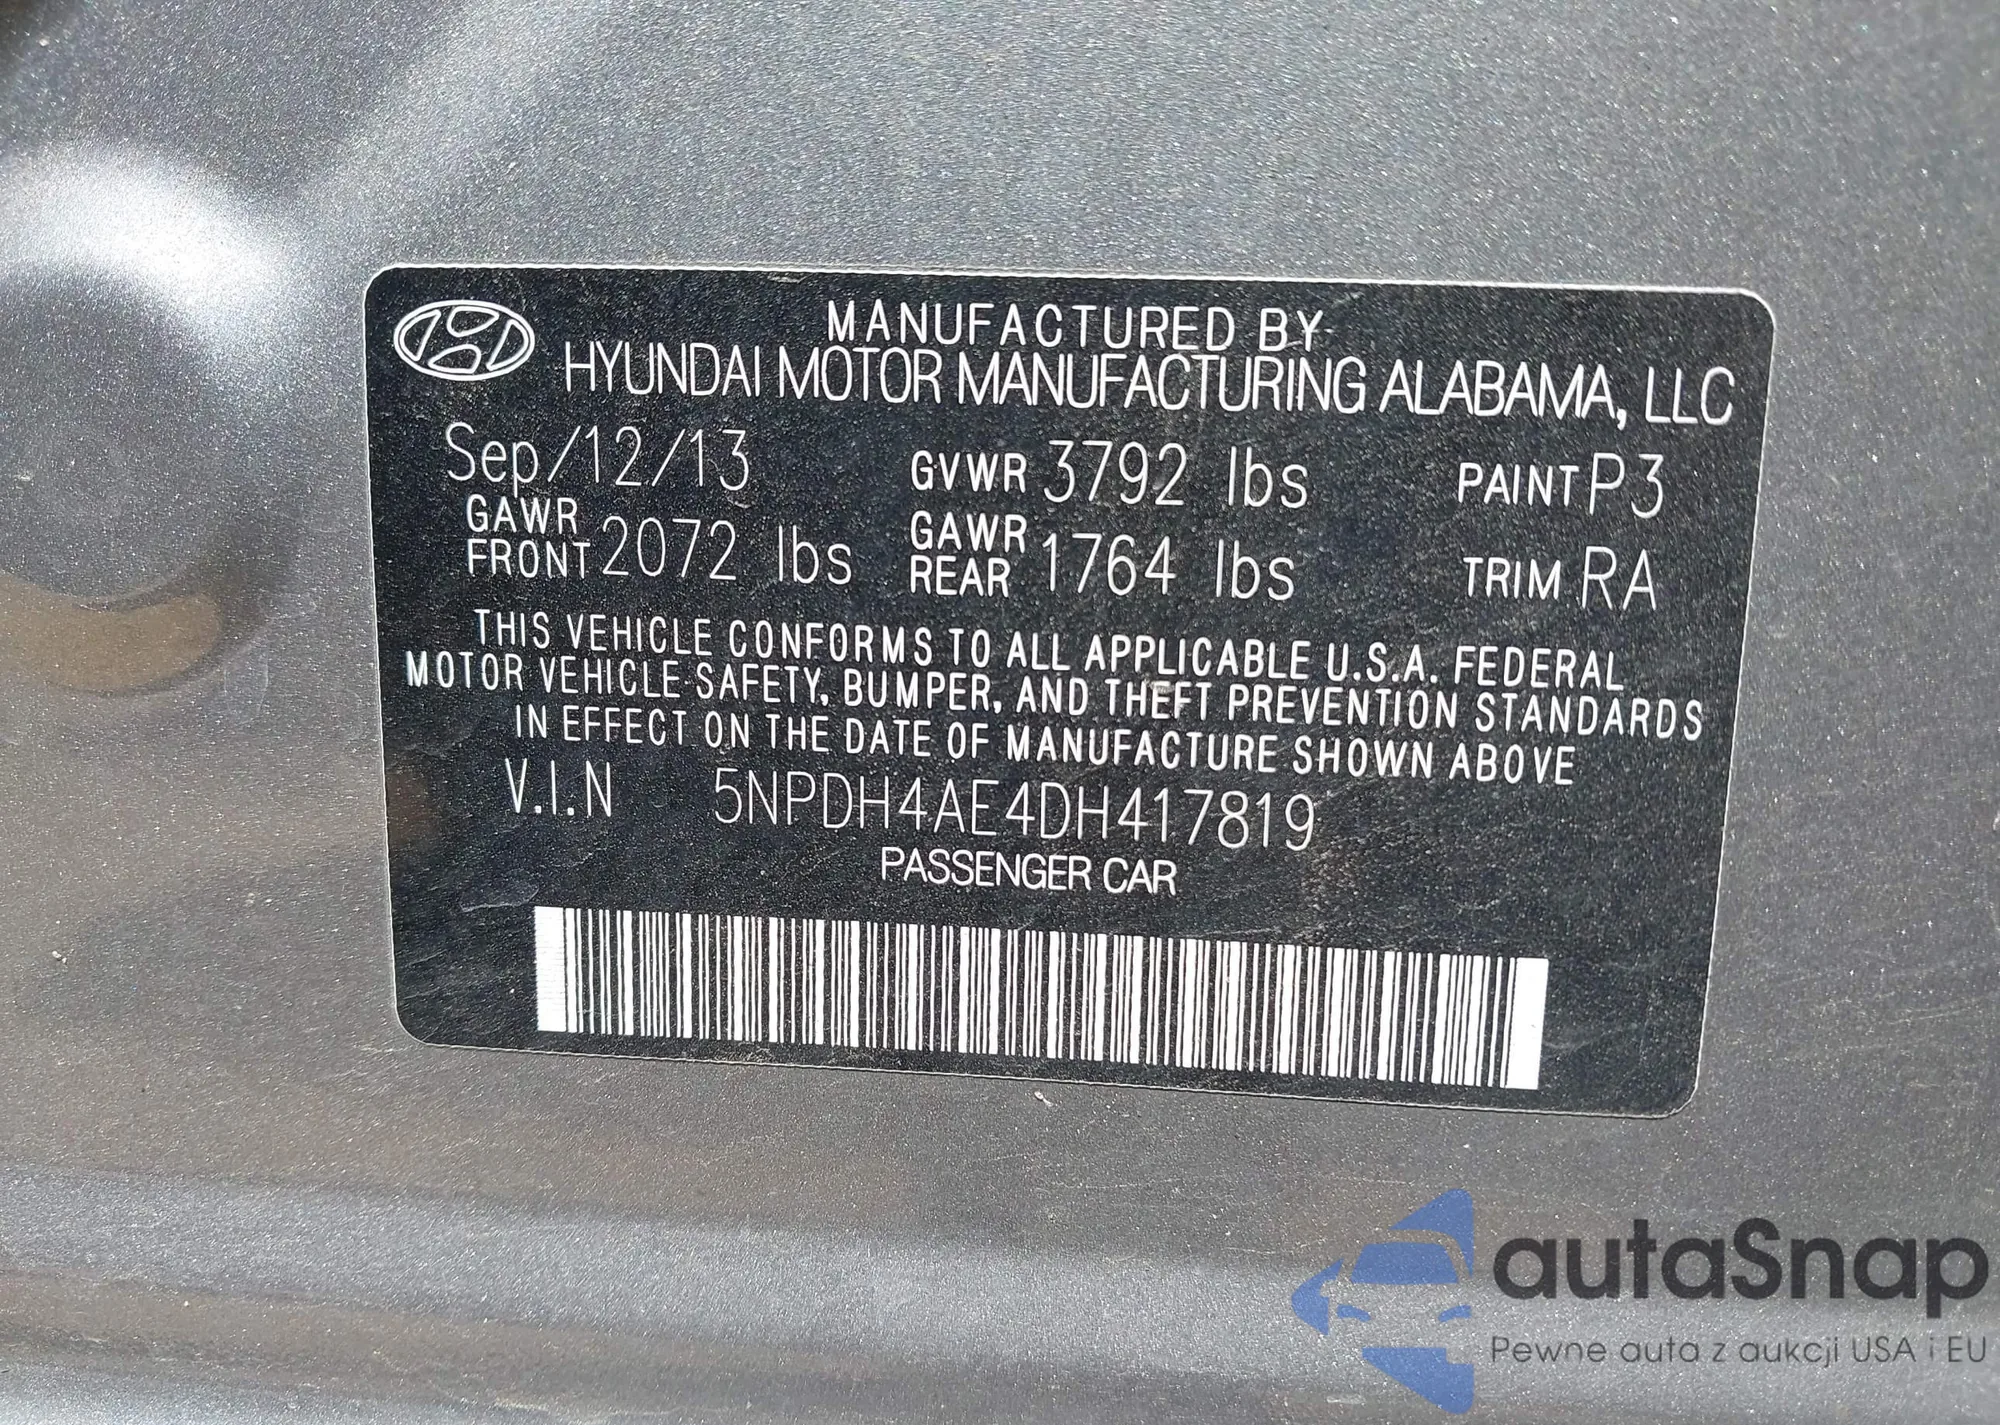 MANUFACTURED BY
HYUNDAI MOTOR MANUFACTURING ALABAMA, LLC
Sep/12/13 GVWR 3792 lbs PAINT P3
GAWR FRONT 2072 lbs GAWR REAR 1764 lbs TRIM RA
THIS VEHICLE CONFORMS TO ALL APPLICABLE U.S.A. FEDERAL
MOTOR VEHICLE SAFETY, BUMPER, AND THEFT PREVENTION STANDARDS
IN EFFECT ON THE DATE OF MANUFACTURE SHOWN ABOVE
V.I.N 5NPDH4AE4DH417819
PASSENGER CAR
autaSnap
Pewne auta z aukcji USA i EU